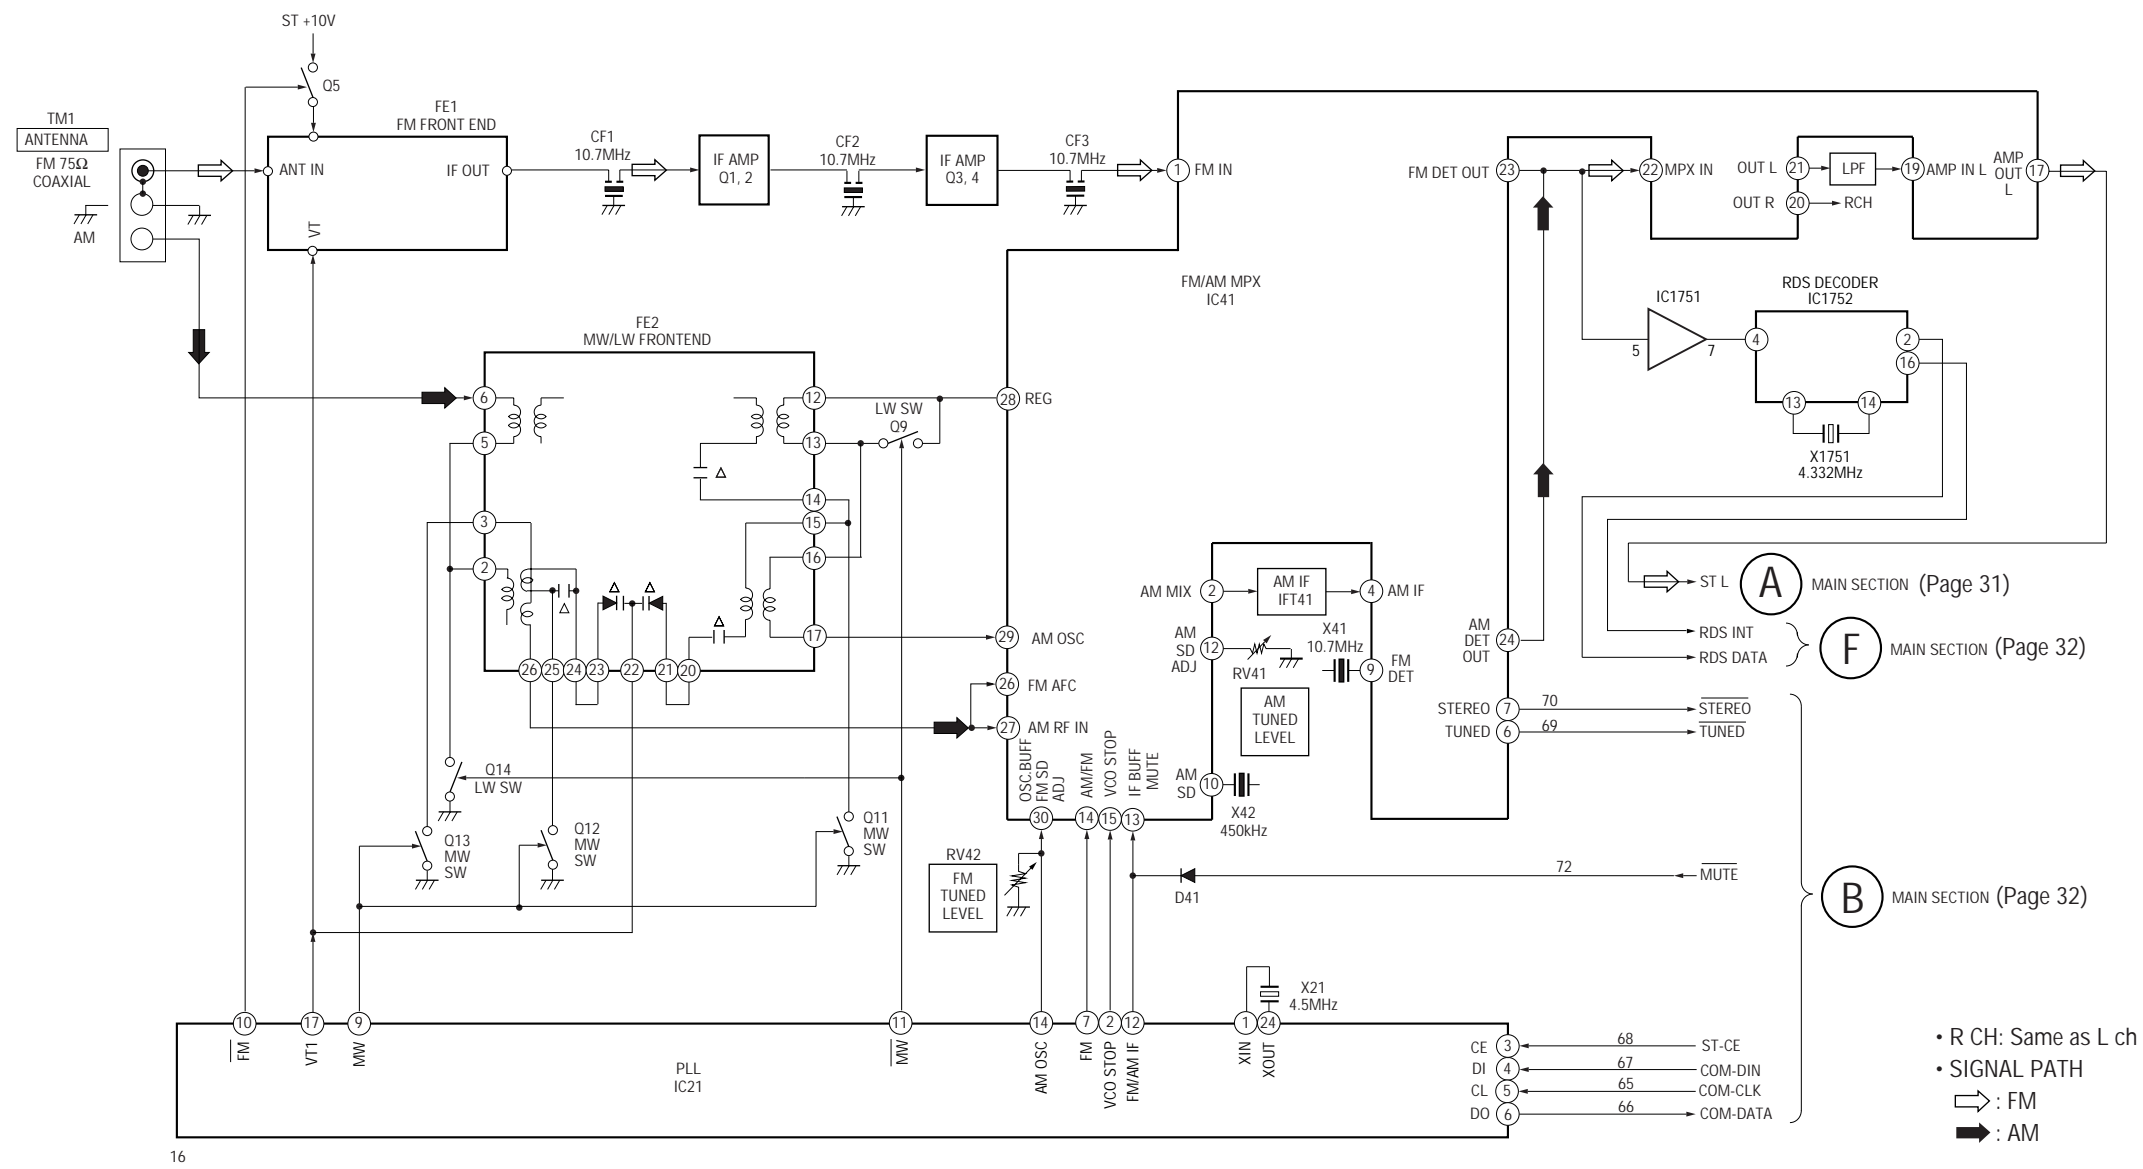 ST +10V
Q5
TM1
ANTENNA
FM 75Ω
COAXIAL
AM
FE1
FM FRONT END
ANT IN
IF OUT
VT
CF1
10.7MHz
IF AMP
Q1, 2
CF2
10.7MHz
IF AMP
Q3, 4
CF3
10.7MHz
1
FM IN
FM/AM MPX
IC41
FM DET OUT
23
22
MPX IN
OUT L
21
LPF
19
AMP IN L
AMP
OUT
L
17
OUT R
20
RCH
IC1751
5
7
RDS DECODER
IC1752
4
2
16
13
14
X1751
4.332MHz
FE2
MW/LW FRONTEND
6
5
3
2
12
13
14
15
16
17
26
25
24
23
22
21
20
LW SW
Q9
28
REG
29
AM OSC
26
FM AFC
27
AM RF IN
AM MIX
2
AM IF
IFT41
4
AM IF
AM
SD
ADJ
12
RV41
X41
10.7MHz
9
FM
DET
AM
TUNED
LEVEL
AM
SD
10
X42
450kHz
AM
DET
OUT
24
STEREO
7
70
STEREO
TUNED
6
69
TUNED
ST L
A
MAIN SECTION (Page 31)
RDS INT
RDS DATA
F
MAIN SECTION (Page 32)
OSC.BUFF
FM SD
ADJ
AM/FM
VCO STOP
IF BUFF
MUTE
30
14
15
13
Q14
LW SW
Q13
MW
SW
Q12
MW
SW
Q11
MW
SW
RV42
FM
TUNED
LEVEL
D41
72
MUTE
B
MAIN SECTION (Page 32)
X21
4.5MHz
10
17
9
11
14
7
2
12
1
24
FM
VT1
MW
MW
AM OSC
FM
VCO STOP
FM/AM IF
XIN
XOUT
PLL
IC21
CE
3
68
ST-CE
DI
4
67
COM-DIN
CL
5
65
COM-CLK
DO
6
66
COM-DATA
• R CH: Same as L ch
• SIGNAL PATH
: FM
: AM
16